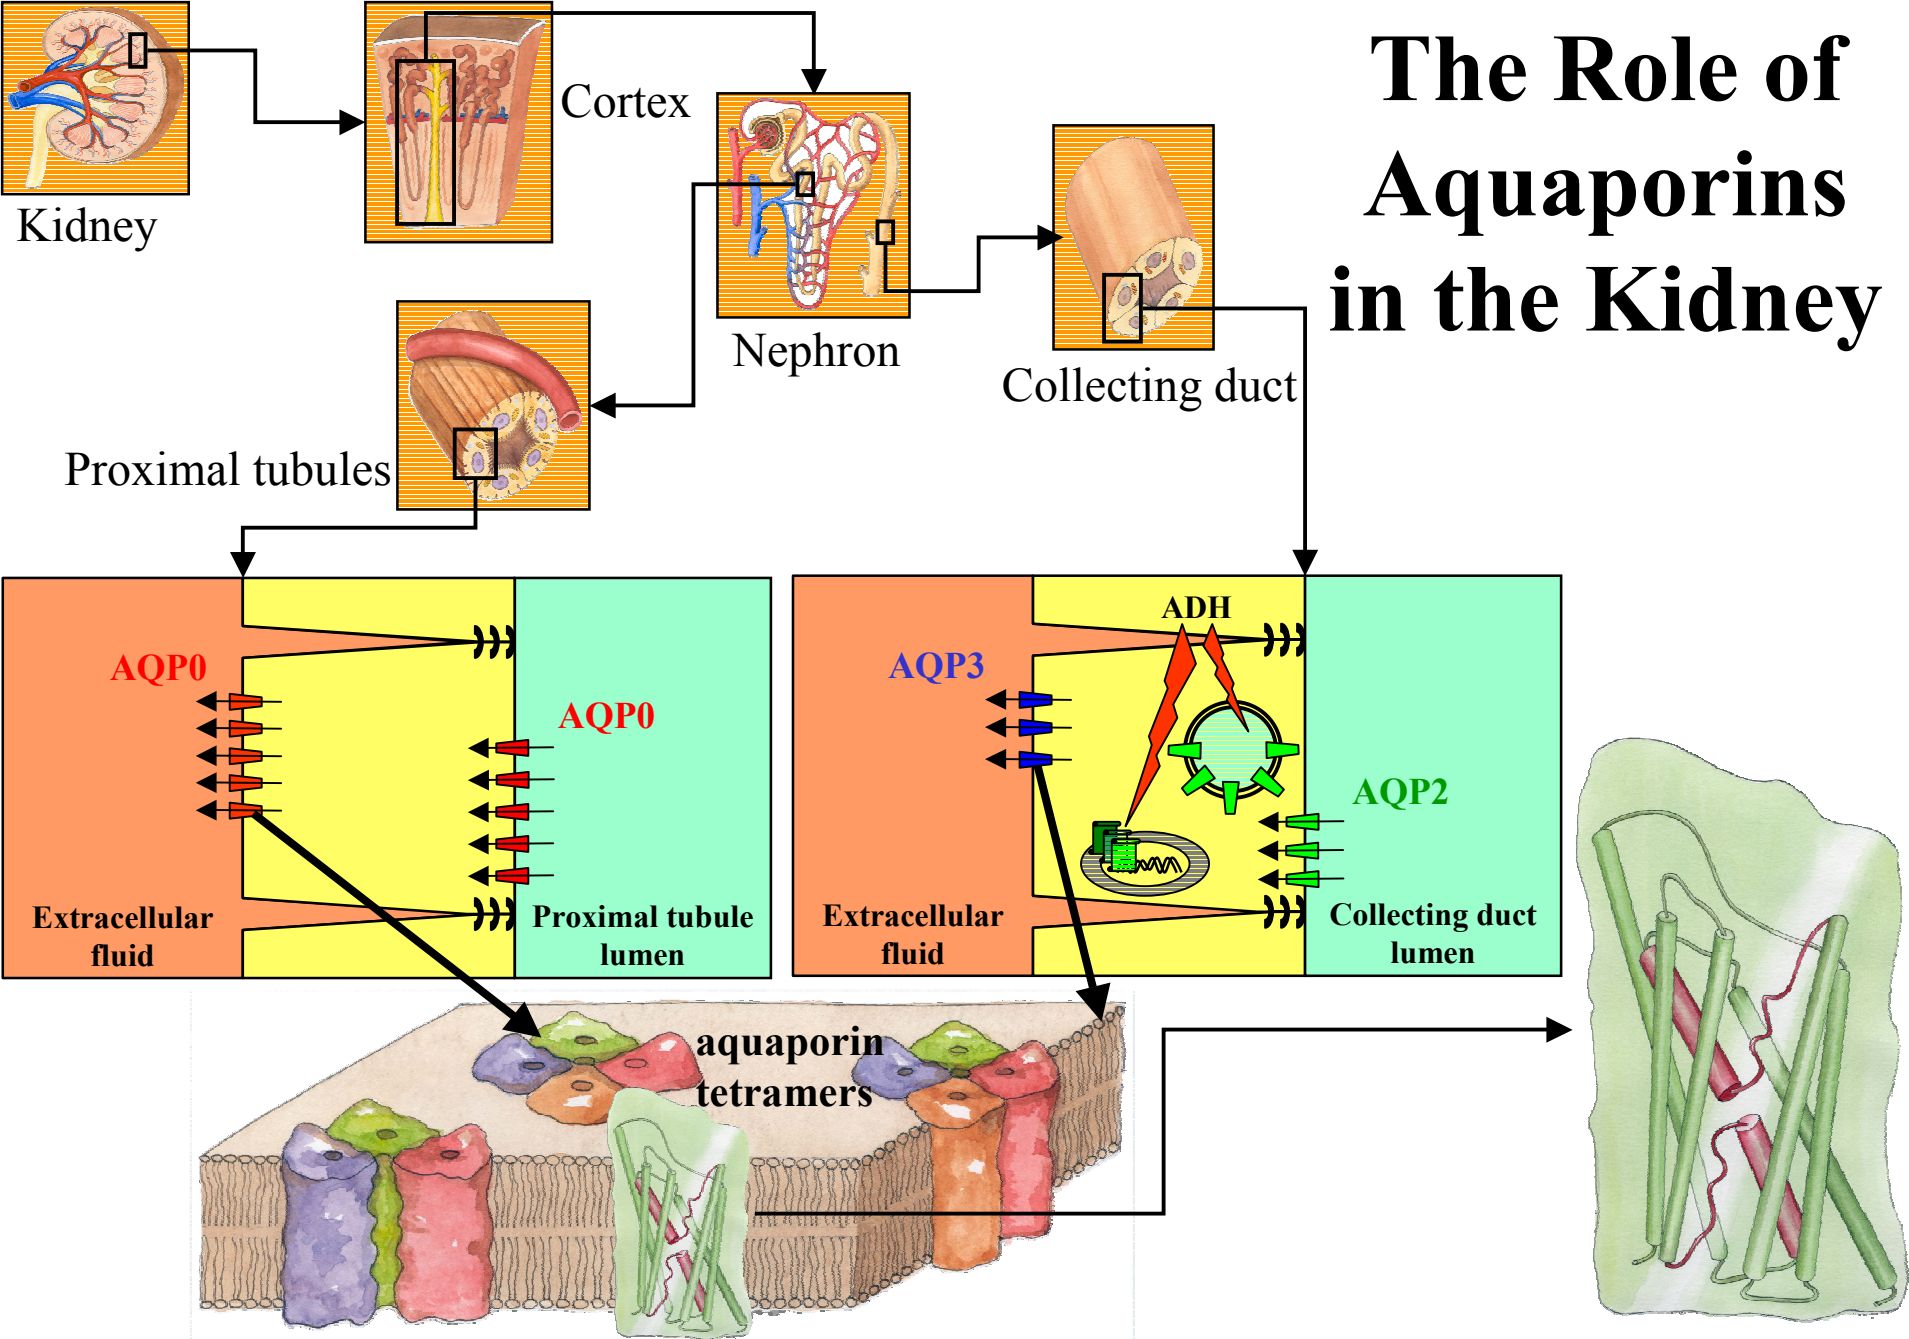 The Role of
Aquaporins
in the Kidney
Kidney
Cortex
Nephron
Collecting duct
Proximal tubules
AQP0
AQP0
Extracellular
fluid
Proximal tubule
lumen
ADH
AQP3
AQP2
Extracellular
fluid
Collecting duct
lumen
aquaporin
tetramers